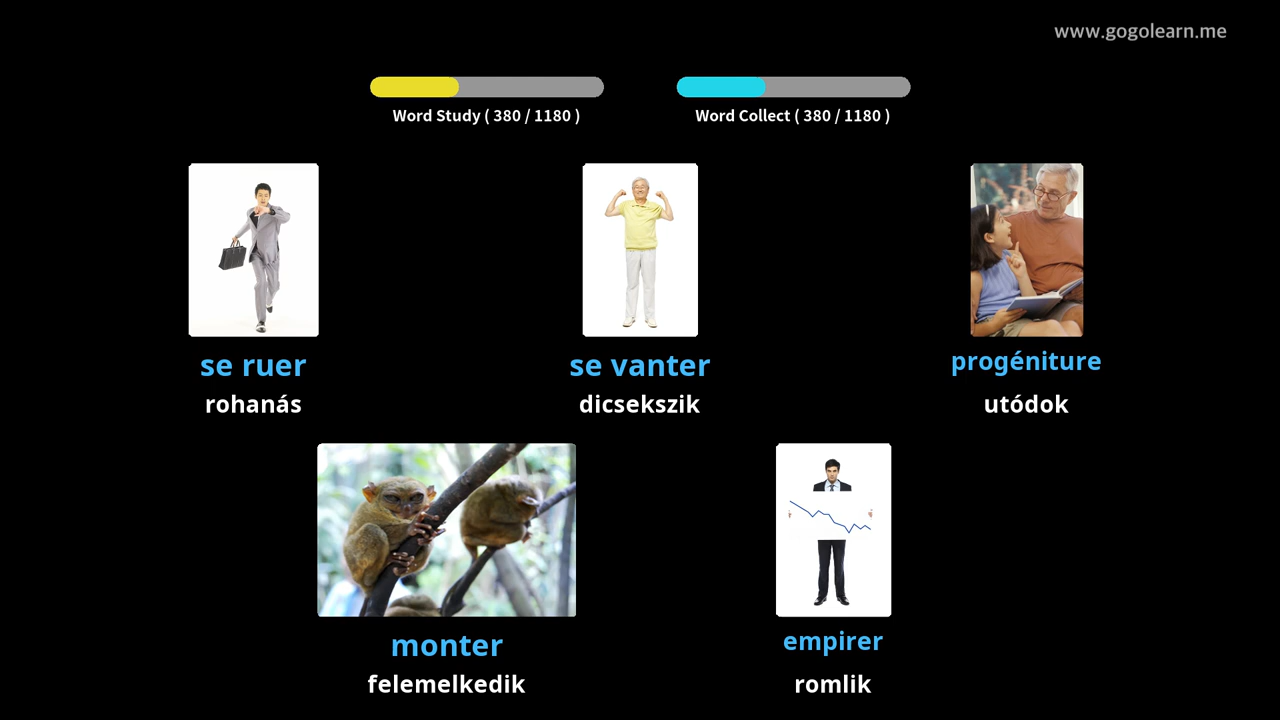 www.gogolearn.me
Word Study ( 380 / 1180 )
Word Collect ( 380 / 1180 )
se ruer
rohanás
se vanter
dicsekszik
progéniture
utódok
monter
felemelkedik
empirer
romlik